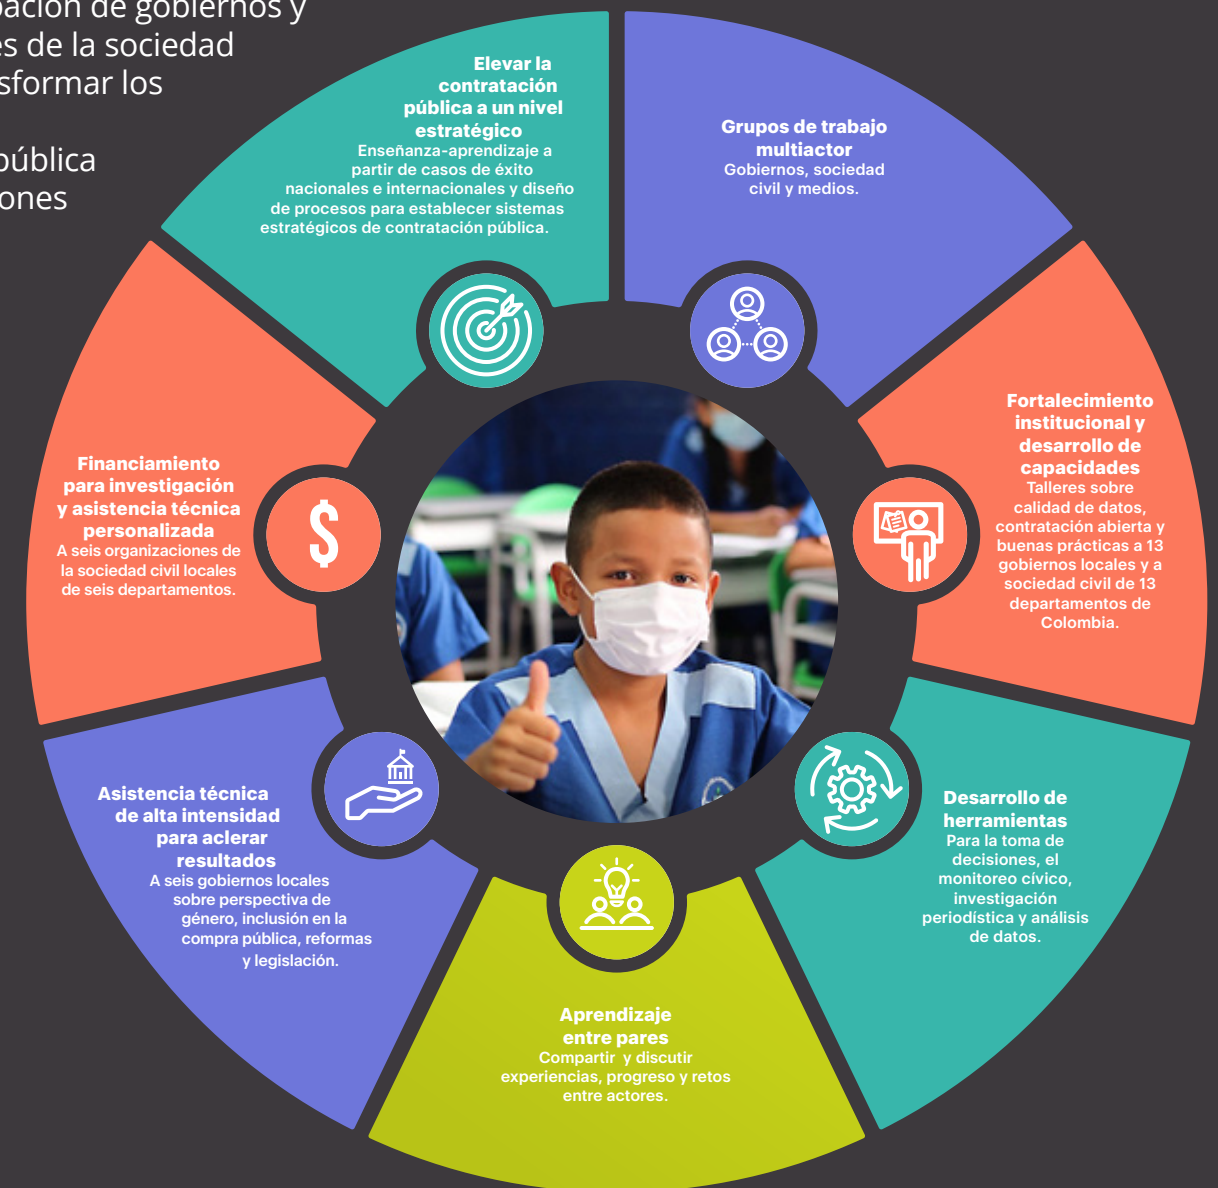 gobiernos y
de la sociedad
los
Elevar la
contratación
pública a un nivel
estratégico
Enseñanza-aprendizaje a
partir de casos de éxito
nacionales e internacionales y diseño
de procesos para establecer sistemas
estratégicos de contratación pública.
Grupos de trabajo
multiactor
Gobiernos, sociedad
civil y medios.
Fortalecimiento
institucional y
desarrollo de
capacidades
Talleres sobre
calidad de datos,
contratación abierta y
buenas prácticas a 13
gobiernos locales y a
sociedad civil de 13
departamentos de
Colombia.
Desarrollo de
herramientas
Para la toma de
decisiones, el
monitoreo cívico,
investigación
periodística y análisis
de datos.
Aprendizaje
entre pares
Compartir y discutir
experiencias, progreso y retos
entre actores.
Asistencia técnica
de alta intensidad
para aclerar
resultados
A seis gobiernos locales
sobre perspectiva de
género, inclusión en la
compra pública, reformas
y legislación.
Financiamiento
para investigación
y asistencia técnica
personalizada
A seis organizaciones de
la sociedad civil locales
de seis departamentos.
$